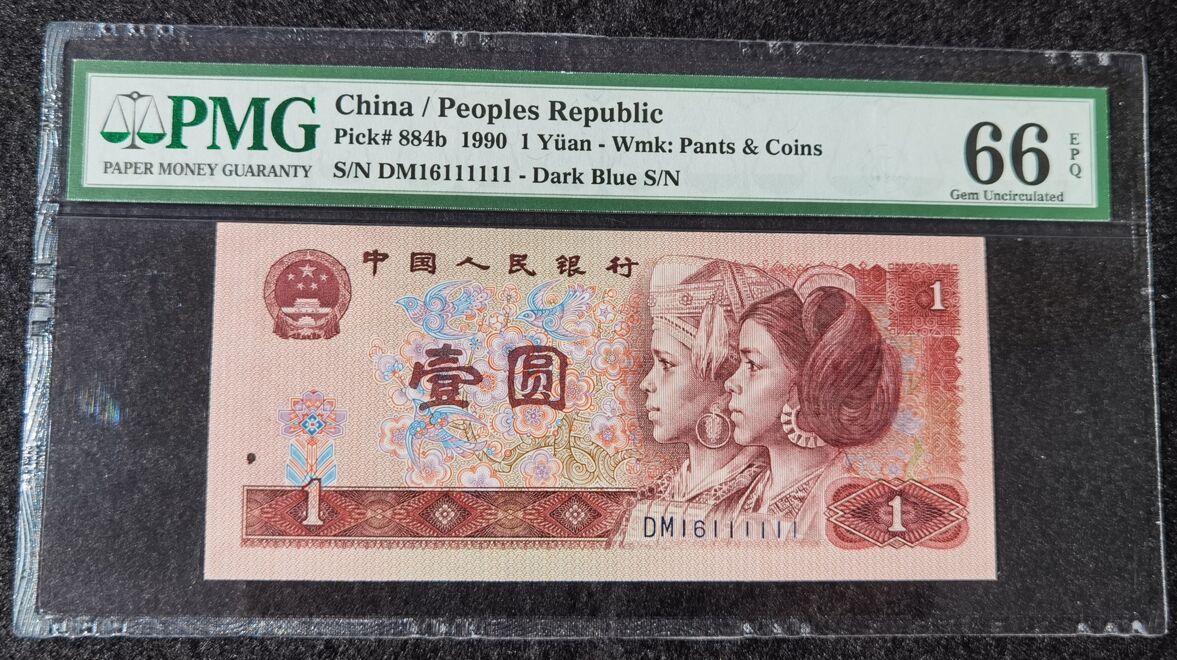 PMG
PAPER MONEY GUARANTY
China / Peoples Republic
Pick# 884b 1990 1 Yüan - Wmk: Pants & Coins
S/N DM16111111 - Dark Blue S/N
66
EPQ
Gem Uncirculated
中国人民银行
1
壹圆
1
1
DM16111111